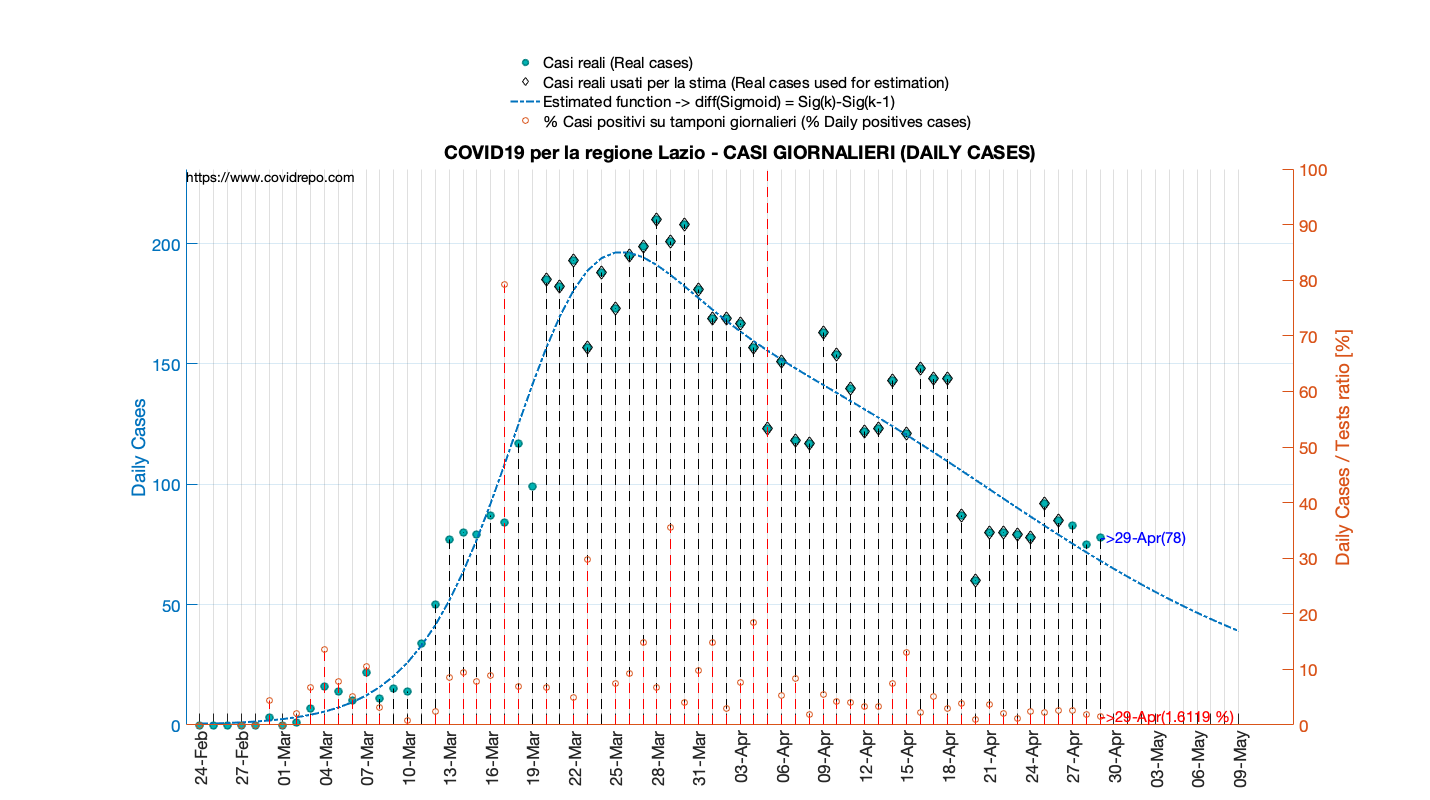 Casi reali (Real cases)
Casi reali usati per la stima (Real cases used for estimation)
Estimated function -> diff(Sigmoid) = Sig(k)-Sig(k-1)
% Casi positivi su tamponi giornalieri (% Daily positives cases)
COVID19 per la regione Lazio - CASI GIORNALIERI (DAILY CASES)
https://www.covidrepo.com
Daily Cases
200
150
100
50
0
100
90
80
70
60
50
40
30
20
10
0
Daily Cases / Tests ratio [%]
>29-Apr(78)
>29-Apr(1.6119 %)
24-Feb
27-Feb
01-Mar
04-Mar
07-Mar
10-Mar
13-Mar
16-Mar
19-Mar
22-Mar
25-Mar
28-Mar
31-Mar
03-Apr
06-Apr
09-Apr
12-Apr
15-Apr
18-Apr
21-Apr
24-Apr
27-Apr
30-Apr
03-May
06-May
09-May